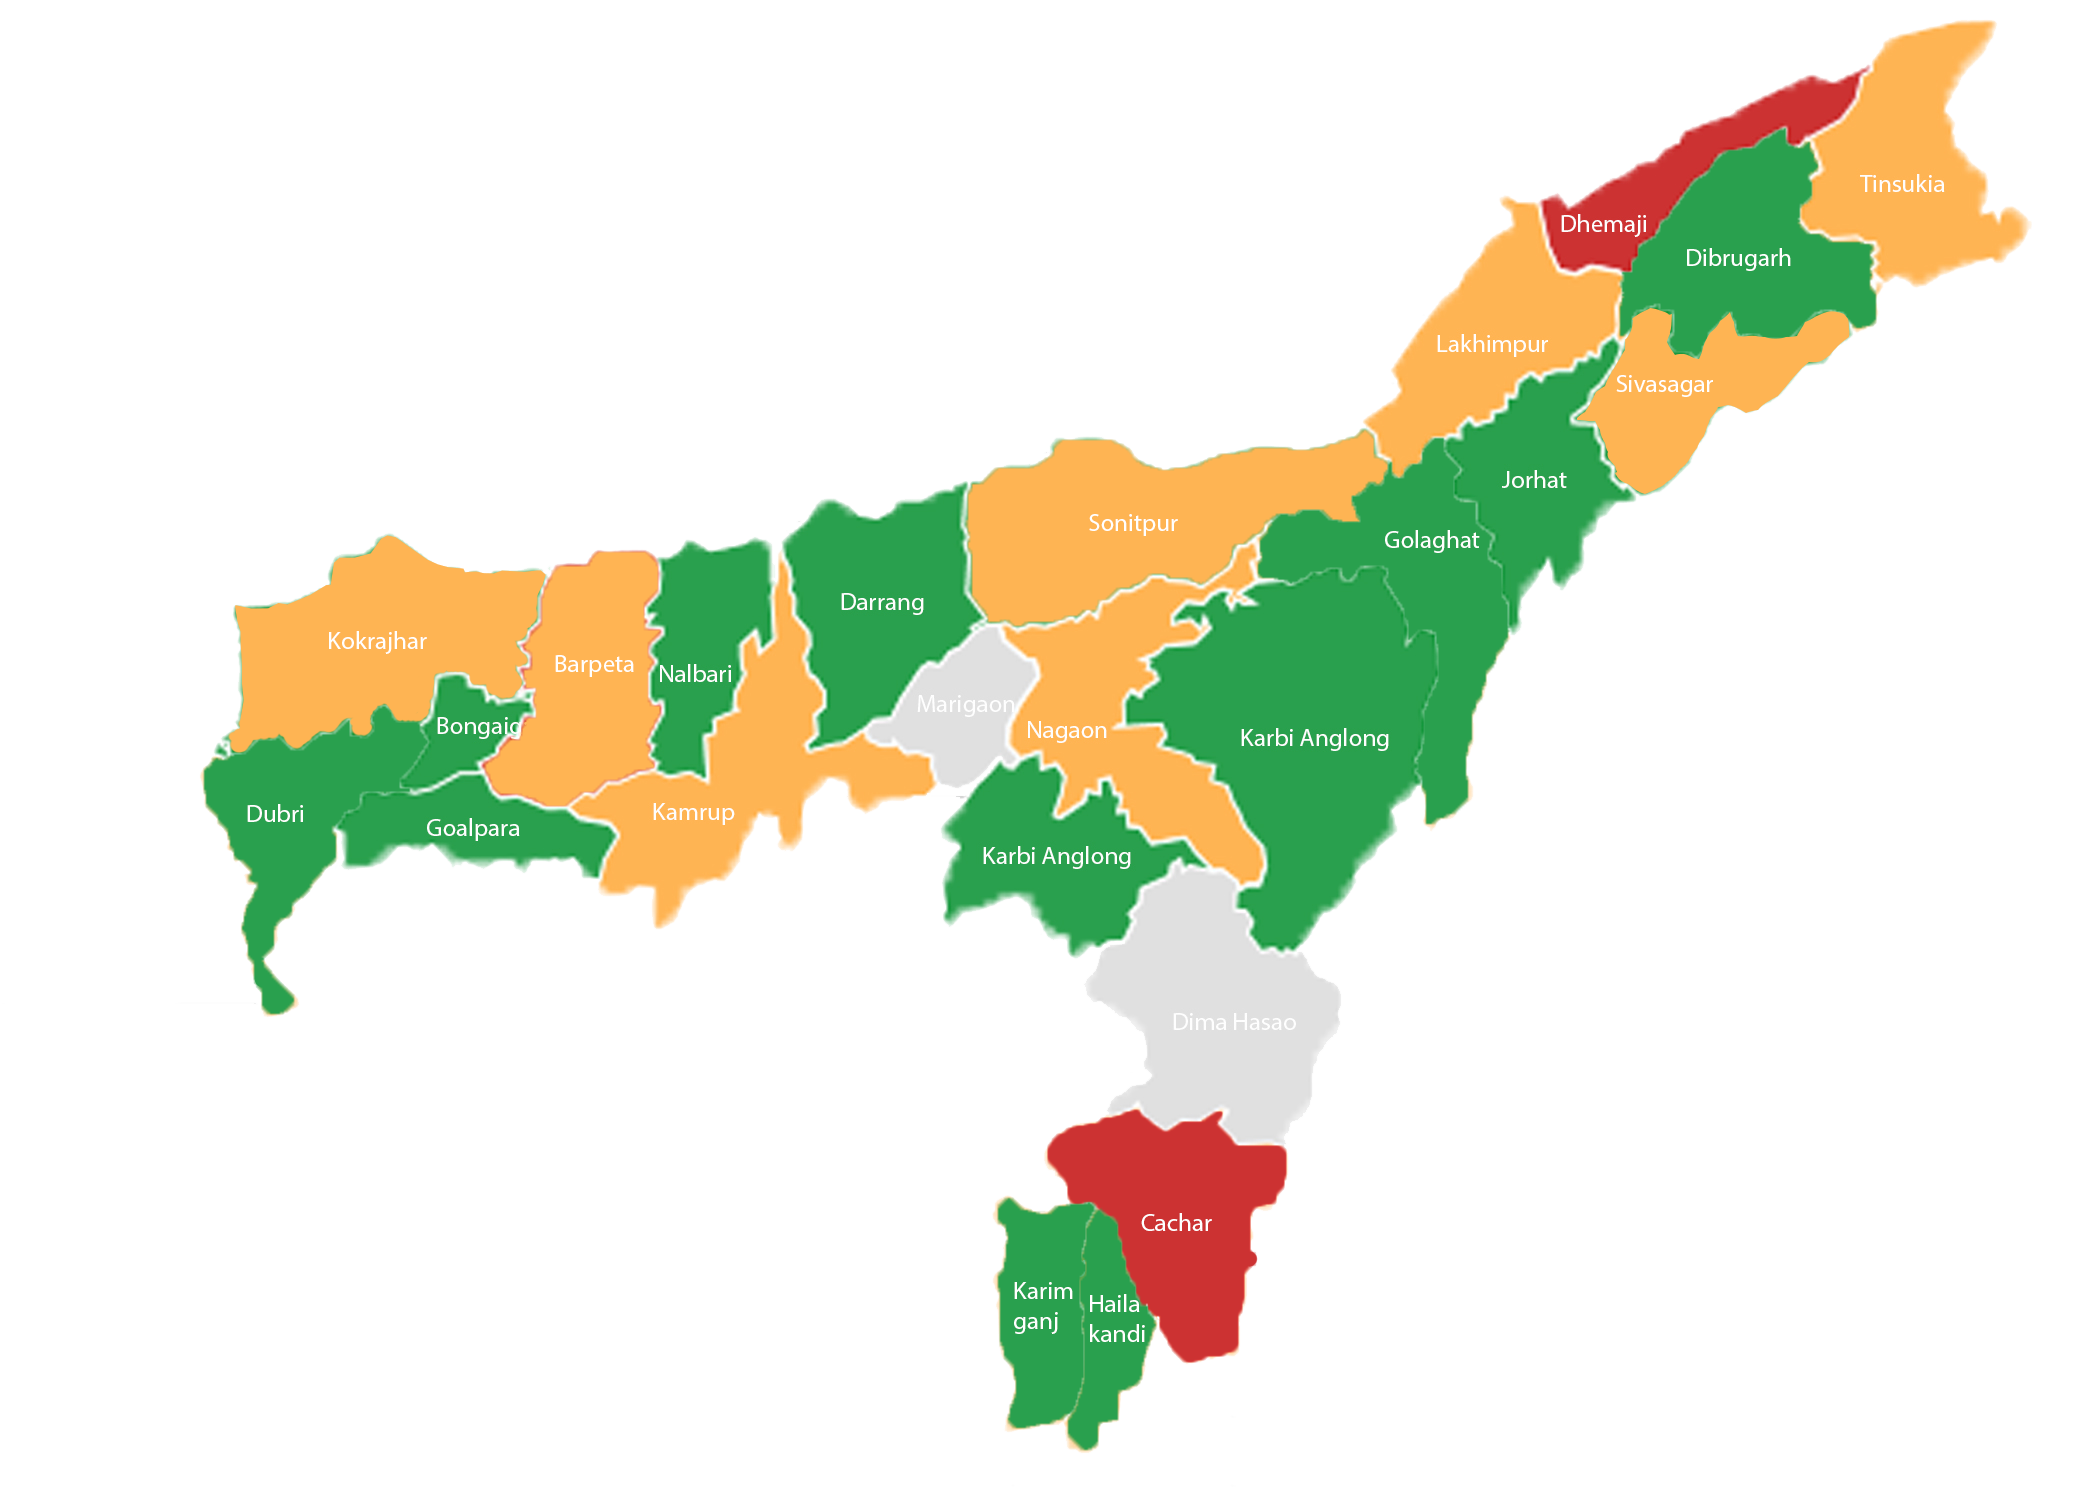 Tinsukia
Dhemaji
Dibrugarh
Lakhimpur
Sivasagar
Jorhat
Sonitpur
Golaghat
Darrang
Kokrajhar
Barpeta
Nalbari
Marigaon
Bongaig
Nagaon
Karbi Anglong
Dubri
Kamrup
Goalpara
Karbi Anglong
Dima Hasao
Cachar
Karim
ganj
Haila
kandi